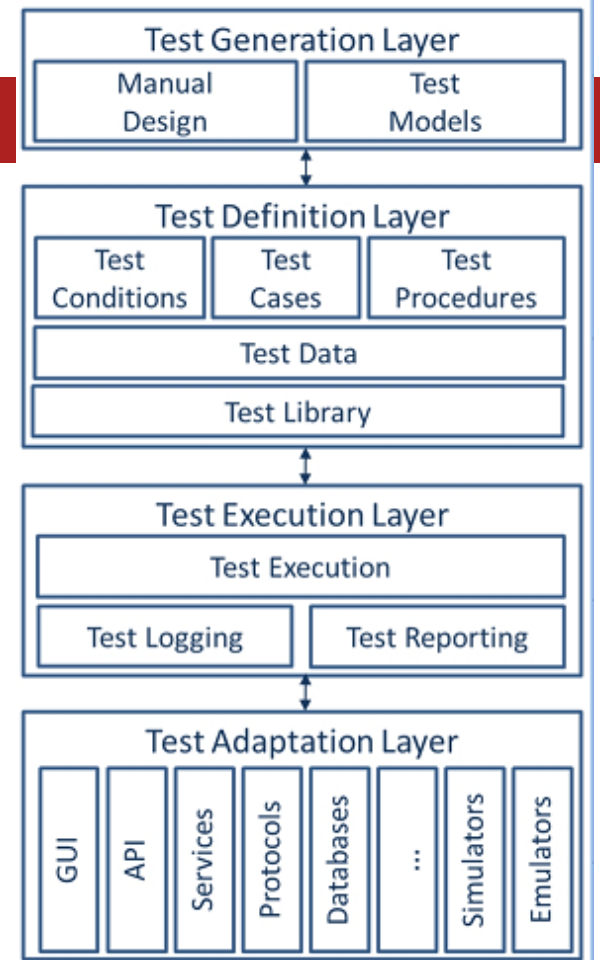 Test Generation Layer
Manual
Design
Test
Models
Test Definition Layer
Test
Conditions
Test
Cases
Test
Procedures
Test Data
Test Library
Test Execution Layer
Test Execution
Test Logging
Test Reporting
Test Adaptation Layer
GUI
API
Services
Protocols
Databases
...
Simulators
Emulators